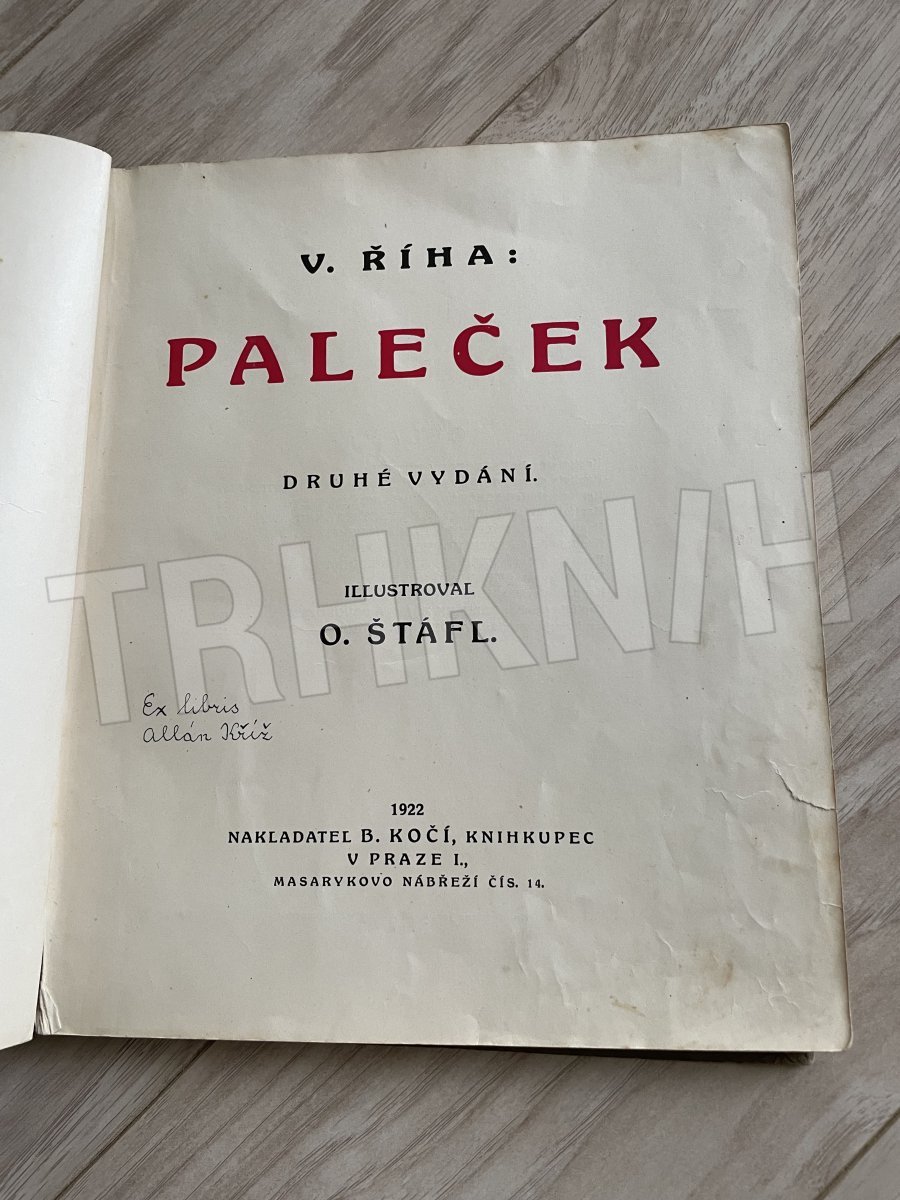 V. ŘÍHA:
PALEČEK
DRUHÉ VYDÁNÍ.
ILLUSTROVAL
O. ŠTÁFL.
TRHKNIH
Ex libris
Allán Kříž
1922
NAKLADATEL B. KOČÍ, KNIHKUPEC
V PRAZE I.,
MASARYKOVO NÁBŘEŽÍ ČÍS. 14.